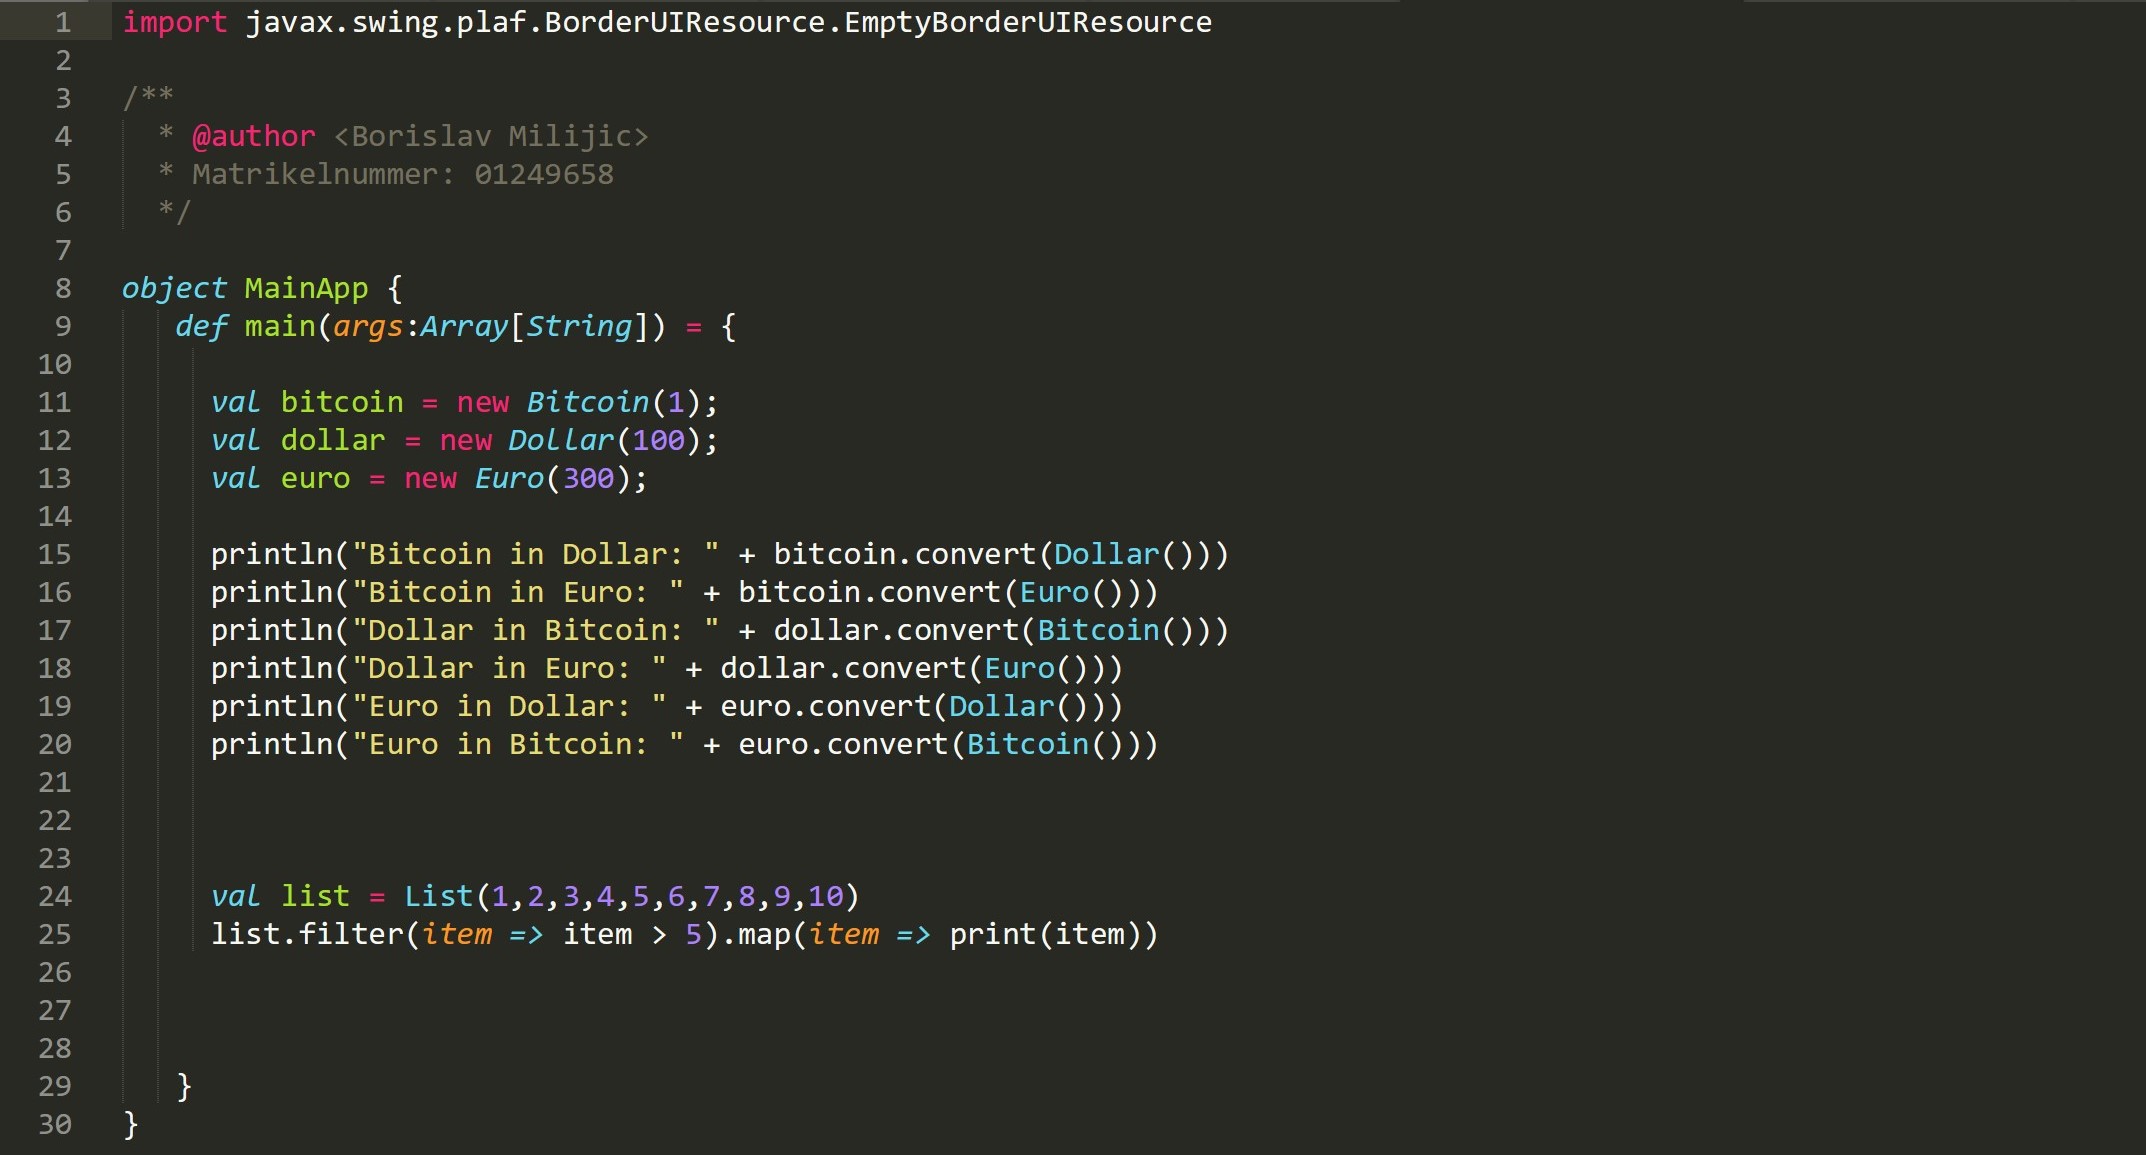 1 import javax.swing.plaf.BorderUIResource.EmptyBorderUIResource
2
3 /**
4 * @author <Borislav Milijic>
5 * Matrikelnummer: 01249658
6 */
7
8 object MainApp {
9 def main(args:Array[String]) = {
10
11 val bitcoin = new Bitcoin(1);
12 val dollar = new Dollar(100);
13 val euro = new Euro(300);
14
15 println("Bitcoin in Dollar: " + bitcoin.convert(Dollar()))
16 println("Bitcoin in Euro: " + bitcoin.convert(Euro()))
17 println("Dollar in Bitcoin: " + dollar.convert(Bitcoin()))
18 println("Dollar in Euro: " + dollar.convert(Euro()))
19 println("Euro in Dollar: " + euro.convert(Dollar()))
20 println("Euro in Bitcoin: " + euro.convert(Bitcoin()))
21
22
23
24 val list = List(1,2,3,4,5,6,7,8,9,10)
25 list.filter(item => item > 5).map(item => print(item))
26
27
28
29 }
30 }